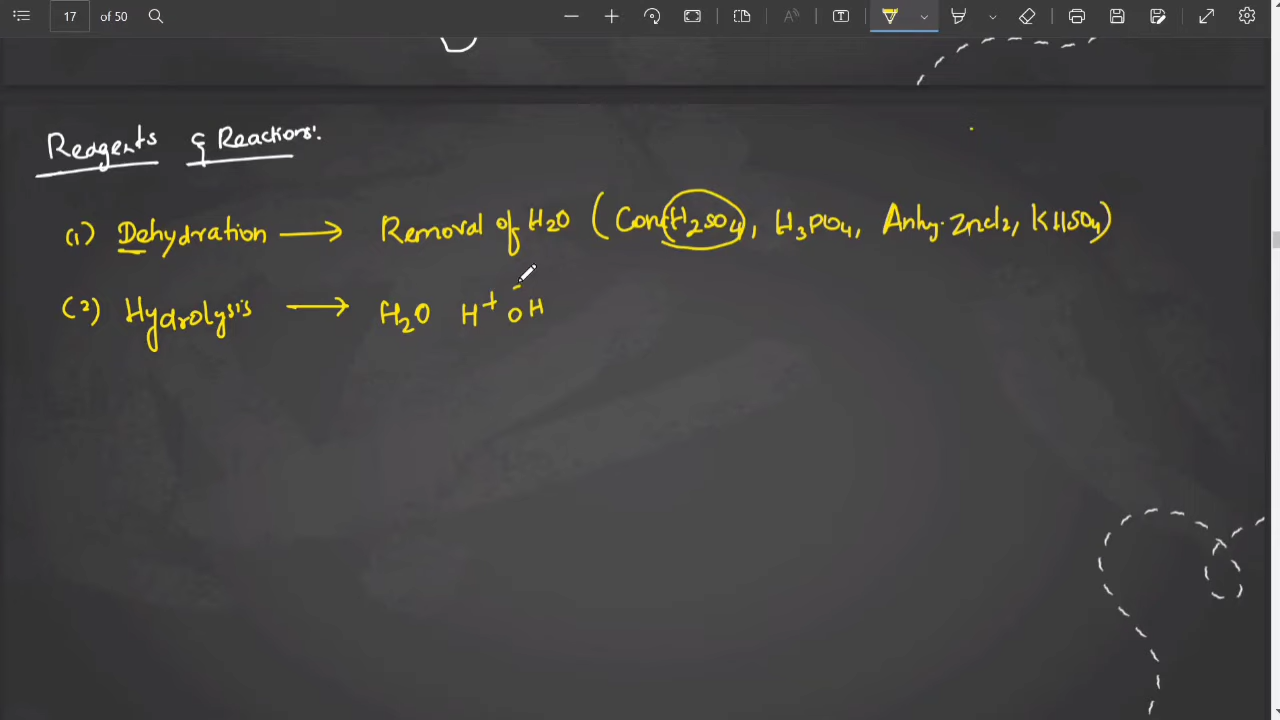 17 of 50
Reagents & Reactions:
(1) Dehydration ⟶ Removal of H2O (Conc H2SO4, H3PO4, Anhy. ZnCl2, KHSO4)
(2) Hydrolysis ⟶ H2O H+ OH-